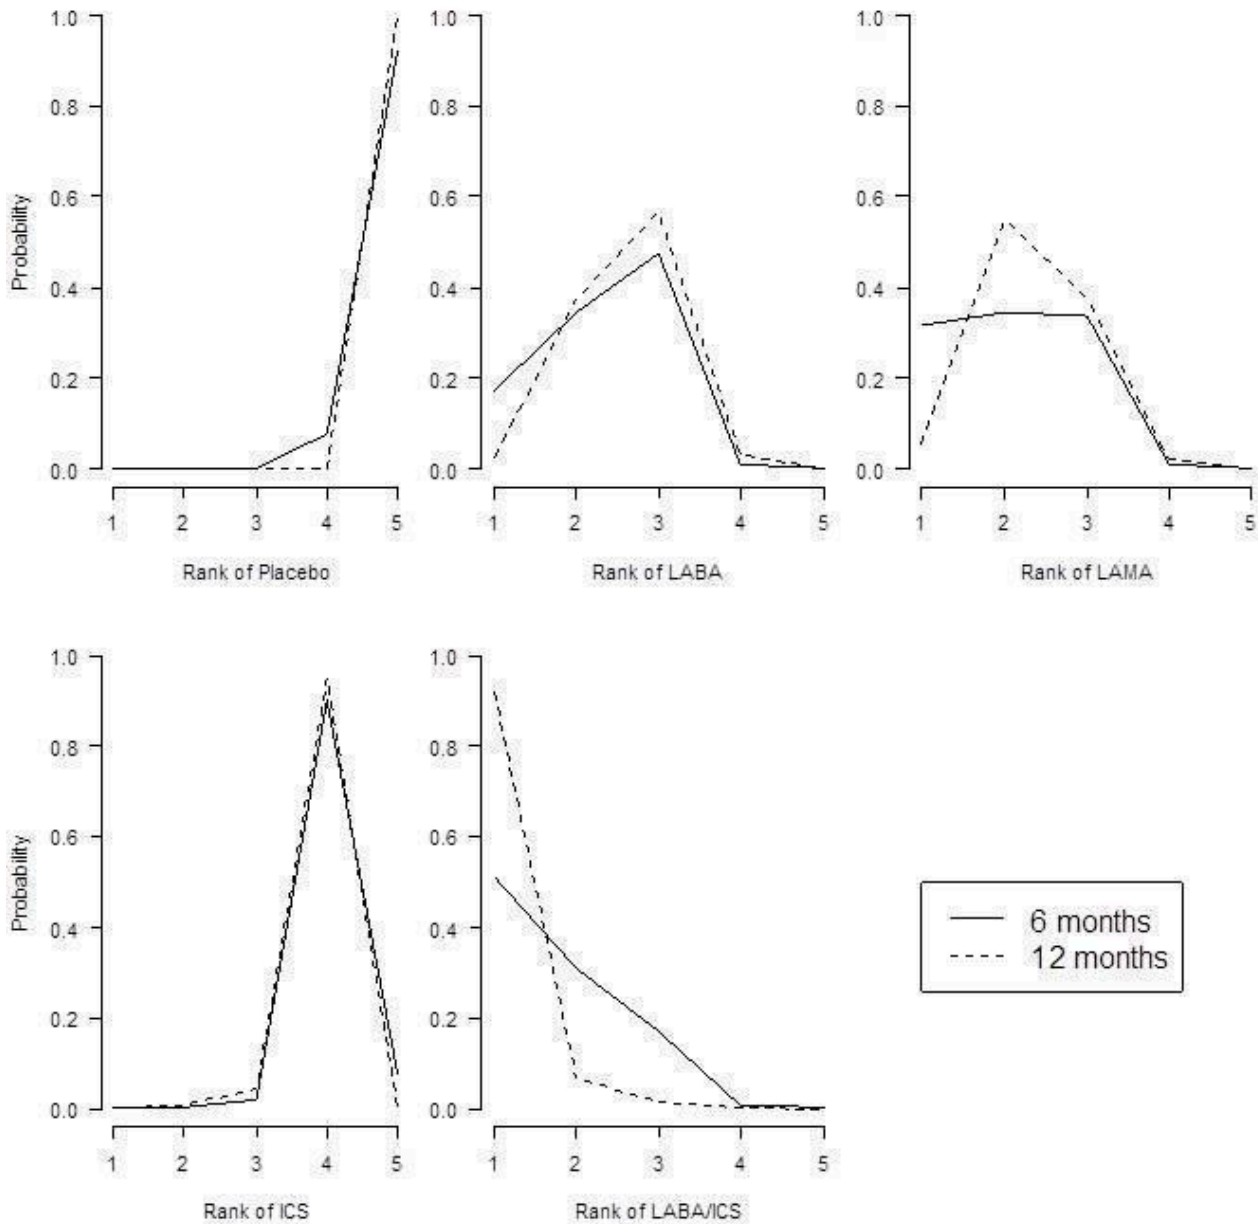 Probability
1.0
0.8
0.6
0.4
0.2
0.0
1 2 3 4 5
Rank of Placebo
1.0
0.8
0.6
0.4
0.2
0.0
1 2 3 4 5
Rank of LABA
1.0
0.8
0.6
0.4
0.2
0.0
1 2 3 4 5
Rank of LAMA
Probability
1.0
0.8
0.6
0.4
0.2
0.0
1 2 3 4 5
Rank of ICS
1.0
0.8
0.6
0.4
0.2
0.0
1 2 3 4 5
Rank of LABA/ICS
6 months
12 months